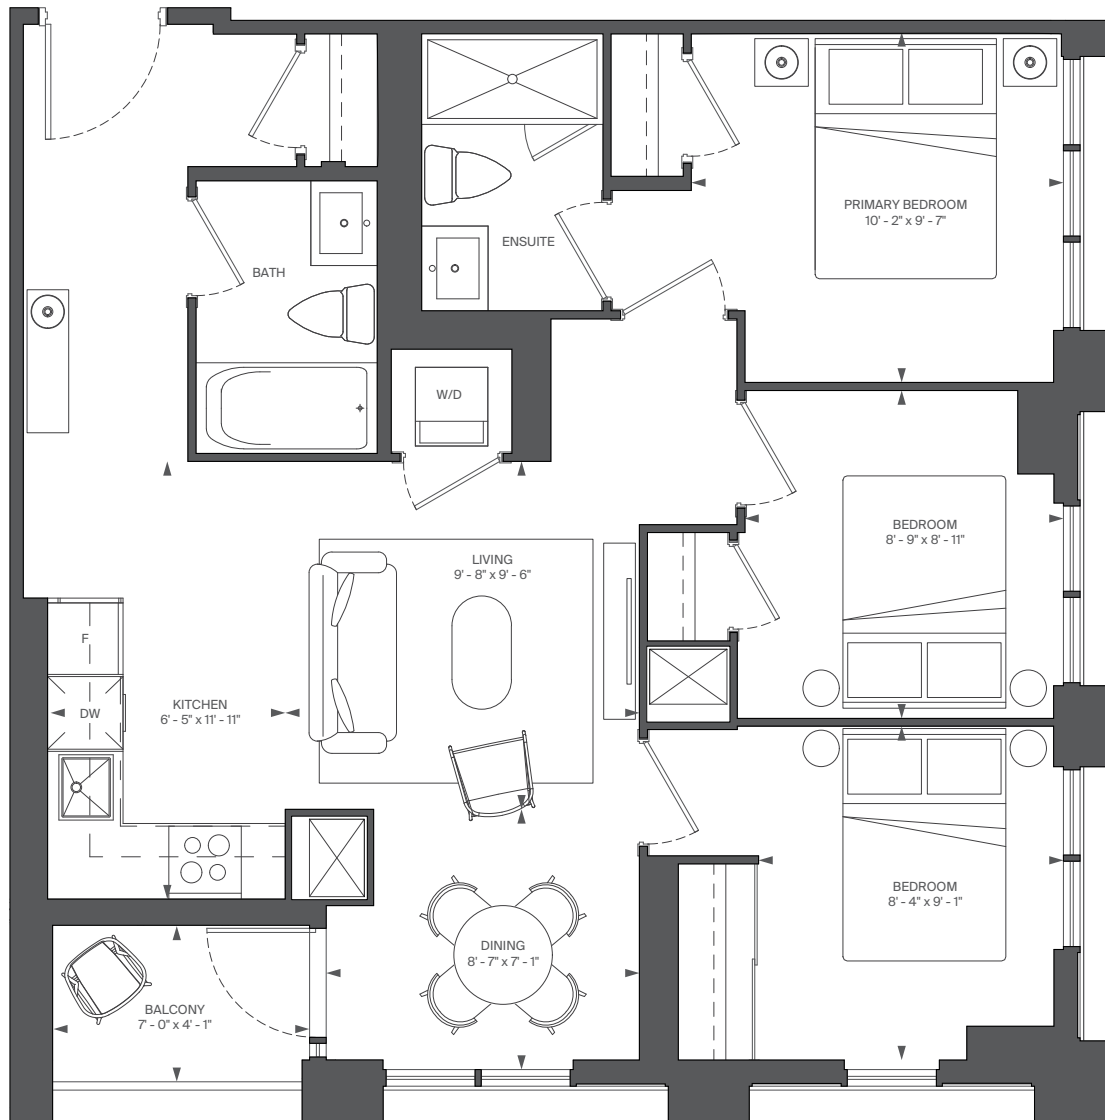 PRIMARY BEDROOM
10' - 2" x 9' - 7"
ENSUITE
BATH
W/D
BEDROOM
8' - 9" x 8' - 11"
LIVING
9' - 8" x 9' - 6"
F
DW
KITCHEN
6' - 5" x 11' - 11"
BEDROOM
8' - 4" x 9' - 1"
DINING
8' - 7" x 7' - 1"
BALCONY
7' - 0" x 4' - 1"